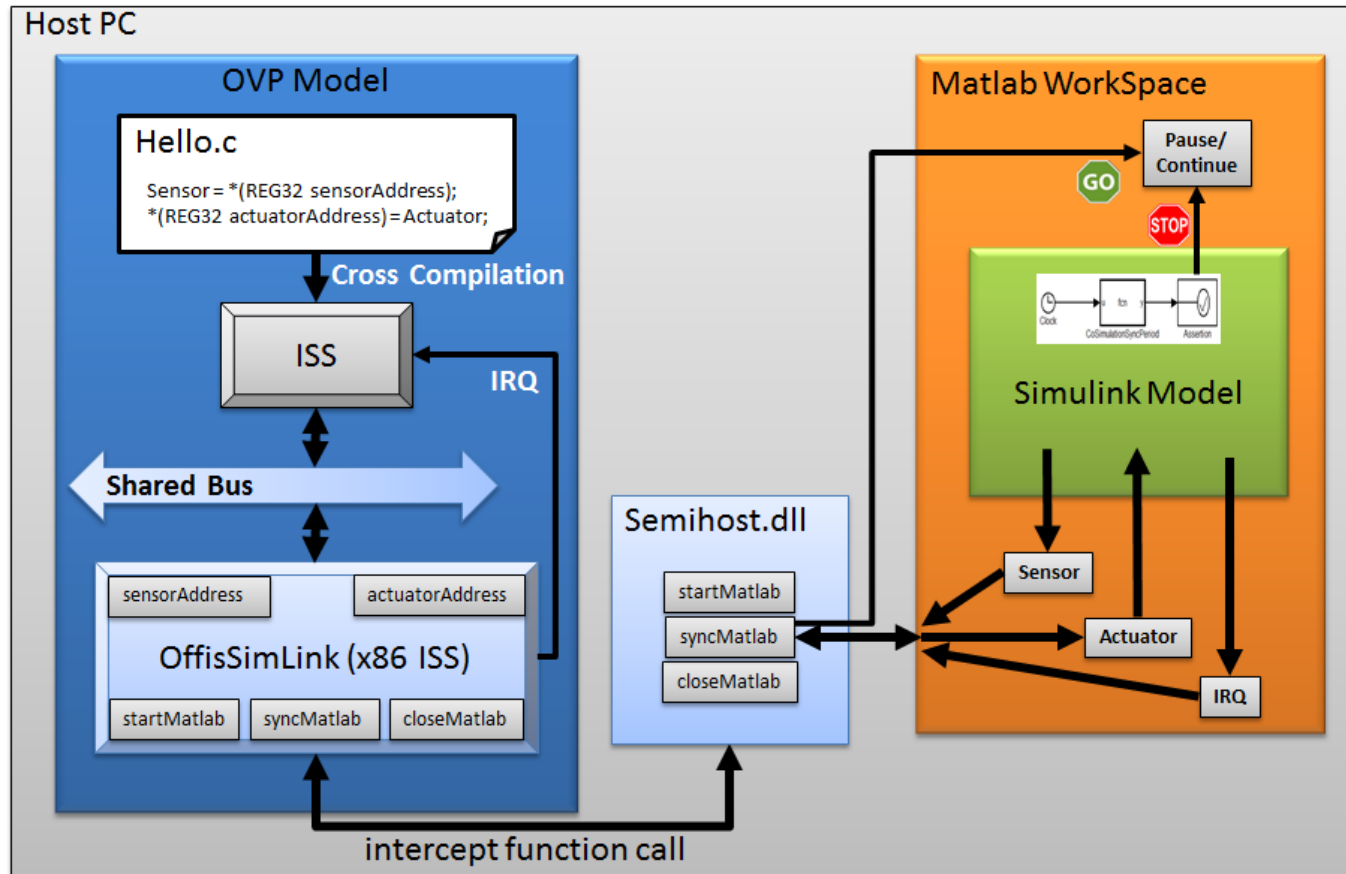 Host PC
OVP Model
Hello.c
Sensor = *(REG32 sensorAddress);
*(REG32 actuatorAddress)=Actuator;
Cross Compilation
ISS
IRQ
Shared Bus
sensorAddress
actuatorAddress
OffisSimLink (x86 ISS)
startMatlab
syncMatlab
closeMatlab
intercept function call
Semihost.dll
startMatlab
syncMatlab
closeMatlab
Matlab WorkSpace
Pause/
Continue
GO
STOP
Clock
u
fcn
y
CoSimulationSyncPeriod
Assertion
Simulink Model
Sensor
Actuator
IRQ